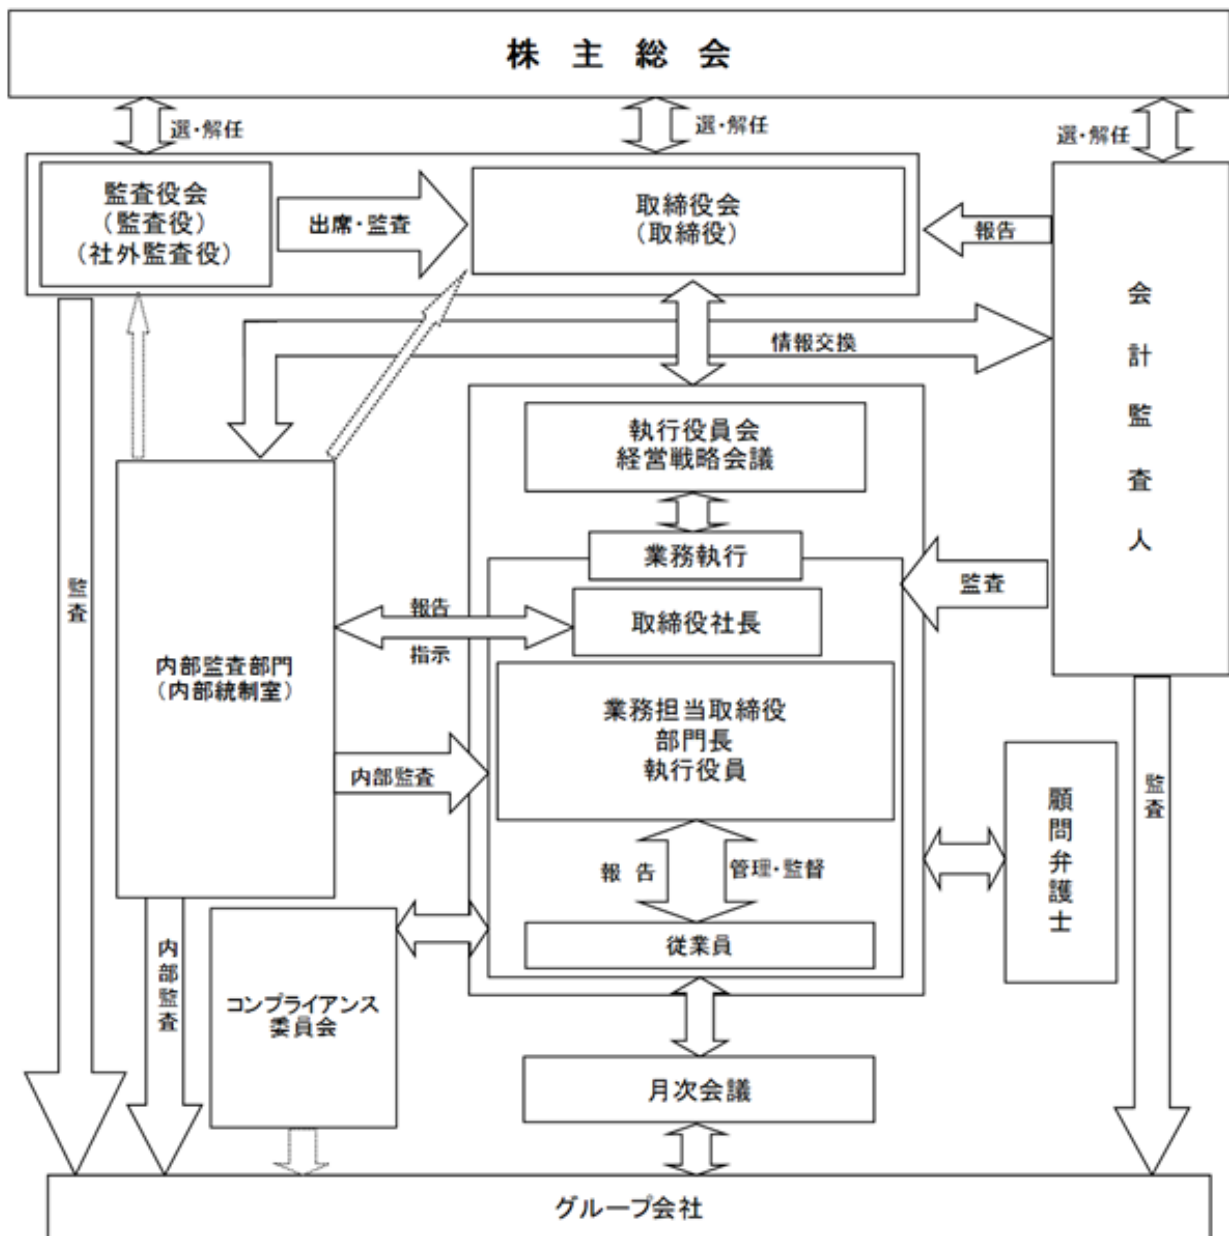 株主総会
選・解任
選・解任
選・解任
監査役会
（監査役）
（社外監査役）
出席・監査
取締役会
（取締役）
報告
会計監査人
情報交換
執行役員会
経営戦略会議
業務執行
監査
監査
報告
指示
取締役社長
内部監査部門
（内部統制室）
業務担当取締役
部門長
執行役員
内部監査
顧問弁護士
監査
報告
管理・監督
従業員
内部監査
コンプライアンス
委員会
月次会議
グループ会社